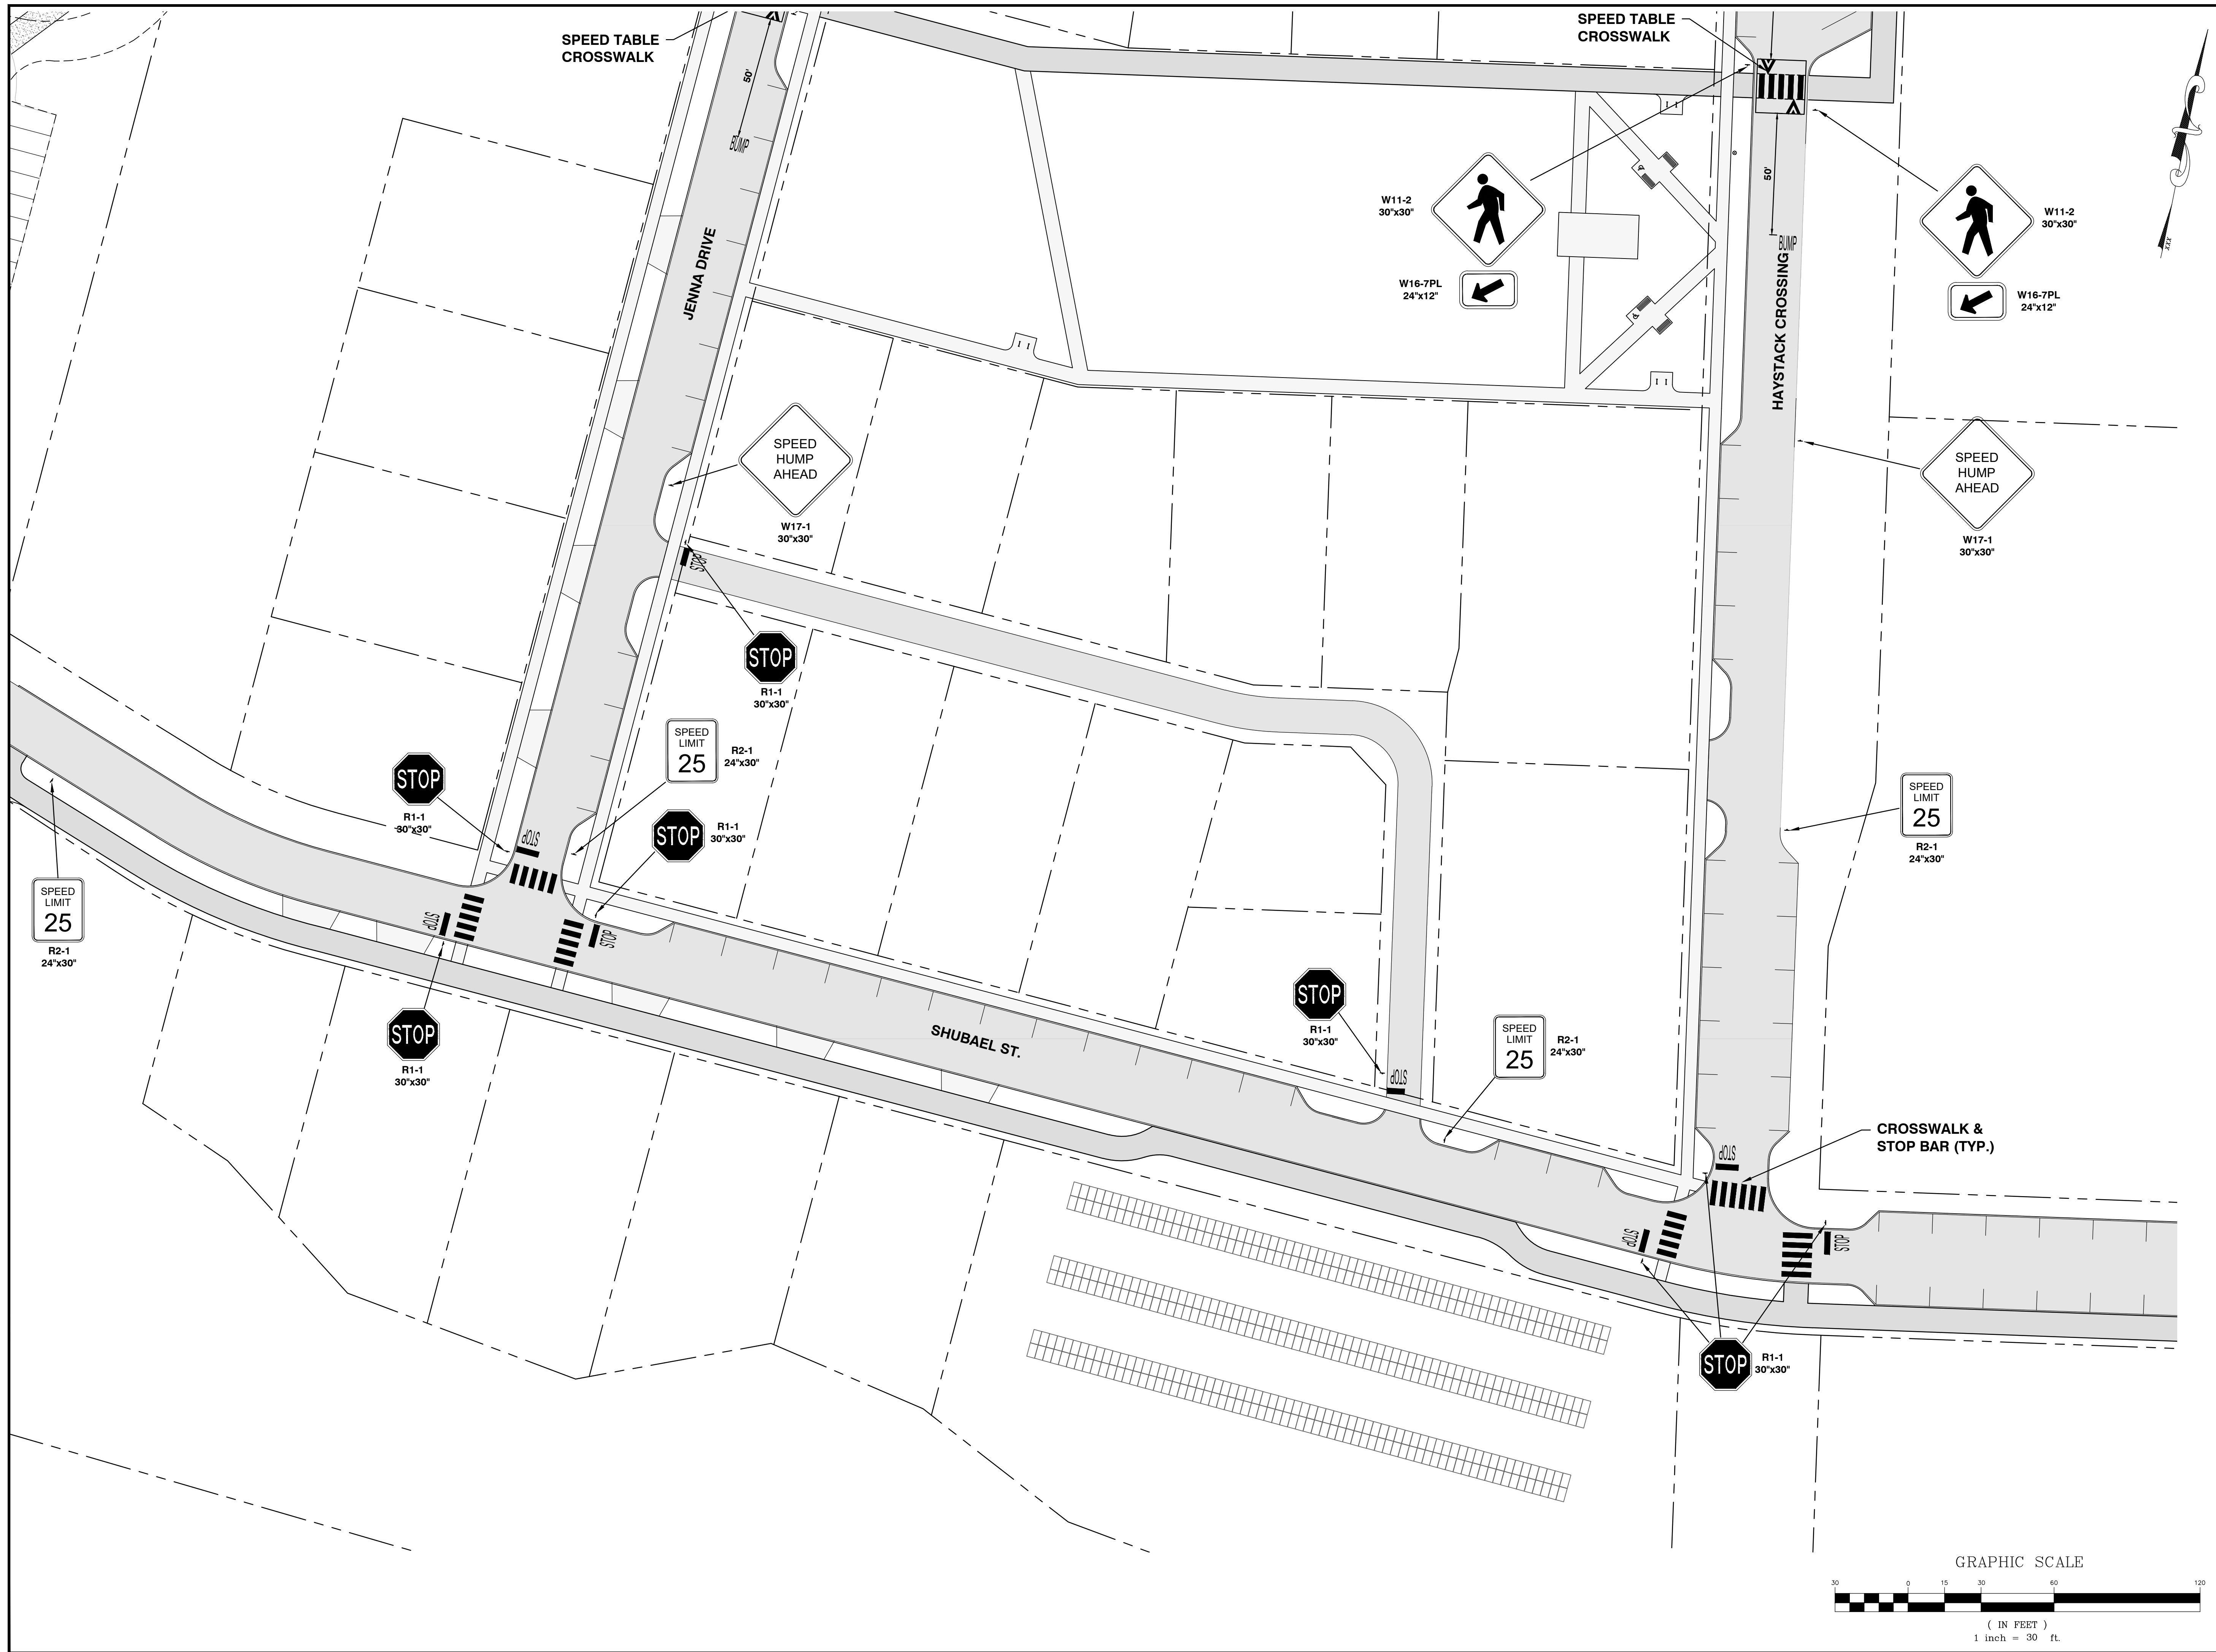 SPEED TABLE
CROSSWALK
SPEED TABLE
CROSSWALK
50'
BUMP
50'
BUMP
W11-2
30"x30"
W16-7PL
24"x12"
W11-2
30"x30"
W16-7PL
24"x12"
XXX
JENNA DRIVE
HAYSTACK CROSSING
SPEED
HUMP
AHEAD
W17-1
30"x30"
SPEED
HUMP
AHEAD
W17-1
30"x30"
STOP
STOP
R1-1
30"x30"
SPEED
LIMIT
25
R2-1
24"x30"
STOP
R1-1
30"x30"
STOP
STOP
R1-1
30"x30"
SPEED
LIMIT
25
R2-1
24"x30"
SPEED
LIMIT
25
R2-1
24"x30"
STOP
STOP
STOP
R1-1
30"x30"
SHUBAEL ST.
STOP
R1-1
30"x30"
STOP
SPEED
LIMIT
25
R2-1
24"x30"
CROSSWALK &
STOP BAR (TYP.)
STOP
STOP
STOP
STOP
R1-1
30"x30"
GRAPHIC SCALE
30 0 15 30 60 120
( IN FEET )
1 inch = 30 ft.